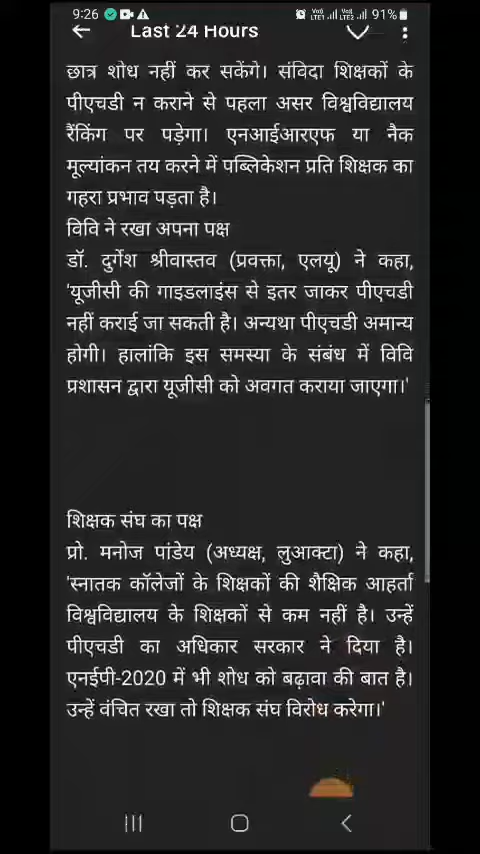 9:26 91%
Last 24 Hours
छात्र शोध नहीं कर सकेंगे। संविदा शिक्षकों के
पीएचडी न कराने से पहला असर विश्वविद्यालय
रैंकिंग पर पड़ेगा। एनआईआरएफ या नैक
मूल्यांकन तय करने में पब्लिकेशन प्रति शिक्षक का
गहरा प्रभाव पड़ता है।
विवि ने रखा अपना पक्ष
डॉ. दुर्गेश श्रीवास्तव (प्रवक्ता, एलयू) ने कहा,
'यूजीसी की गाइडलाइंस से इतर जाकर पीएचडी
नहीं कराई जा सकती है। अन्यथा पीएचडी अमान्य
होगी। हालांकि इस समस्या के संबंध में विवि
प्रशासन द्वारा यूजीसी को अवगत कराया जाएगा।'
शिक्षक संघ का पक्ष
प्रो. मनोज पांडेय (अध्यक्ष, लुआक्टा) ने कहा,
'स्नातक कॉलेजों के शिक्षकों की शैक्षिक आहर्ता
विश्वविद्यालय के शिक्षकों से कम नहीं है। उन्हें
पीएचडी का अधिकार सरकार ने दिया है।
एनईपी-2020 में भी शोध को बढ़ावा की बात है।
उन्हें वंचित रखा तो शिक्षक संघ विरोध करेगा।'